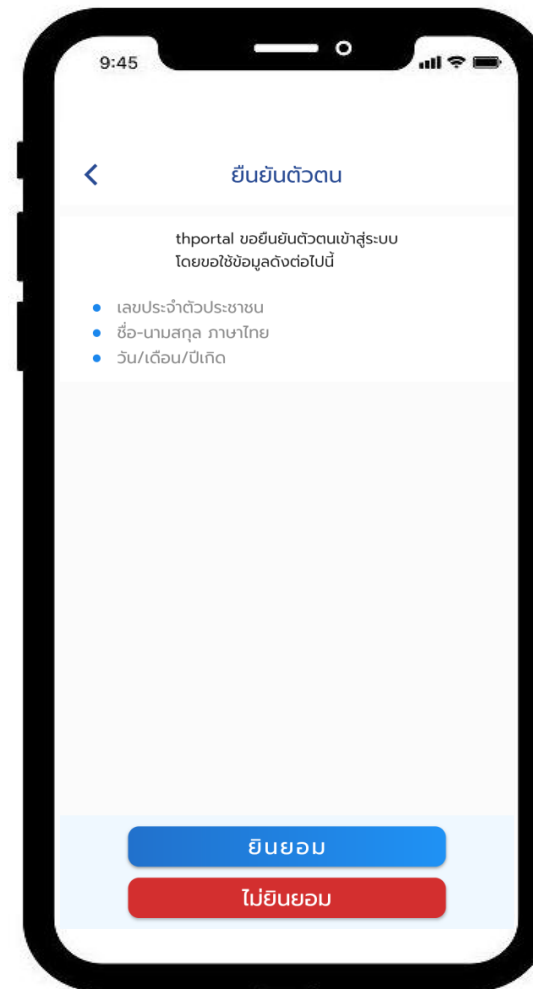 9:45
ยืนยันตัวตน
thportal ขอยืนยันตัวตนเข้าสู่ระบบ
โดยขอใช้ข้อมูลดังต่อไปนี้
เลขประจำตัวประชาชน
ชื่อ-นามสกุล ภาษาไทย
วัน/เดือน/ปีเกิด
ยินยอม
ไม่ยินยอม